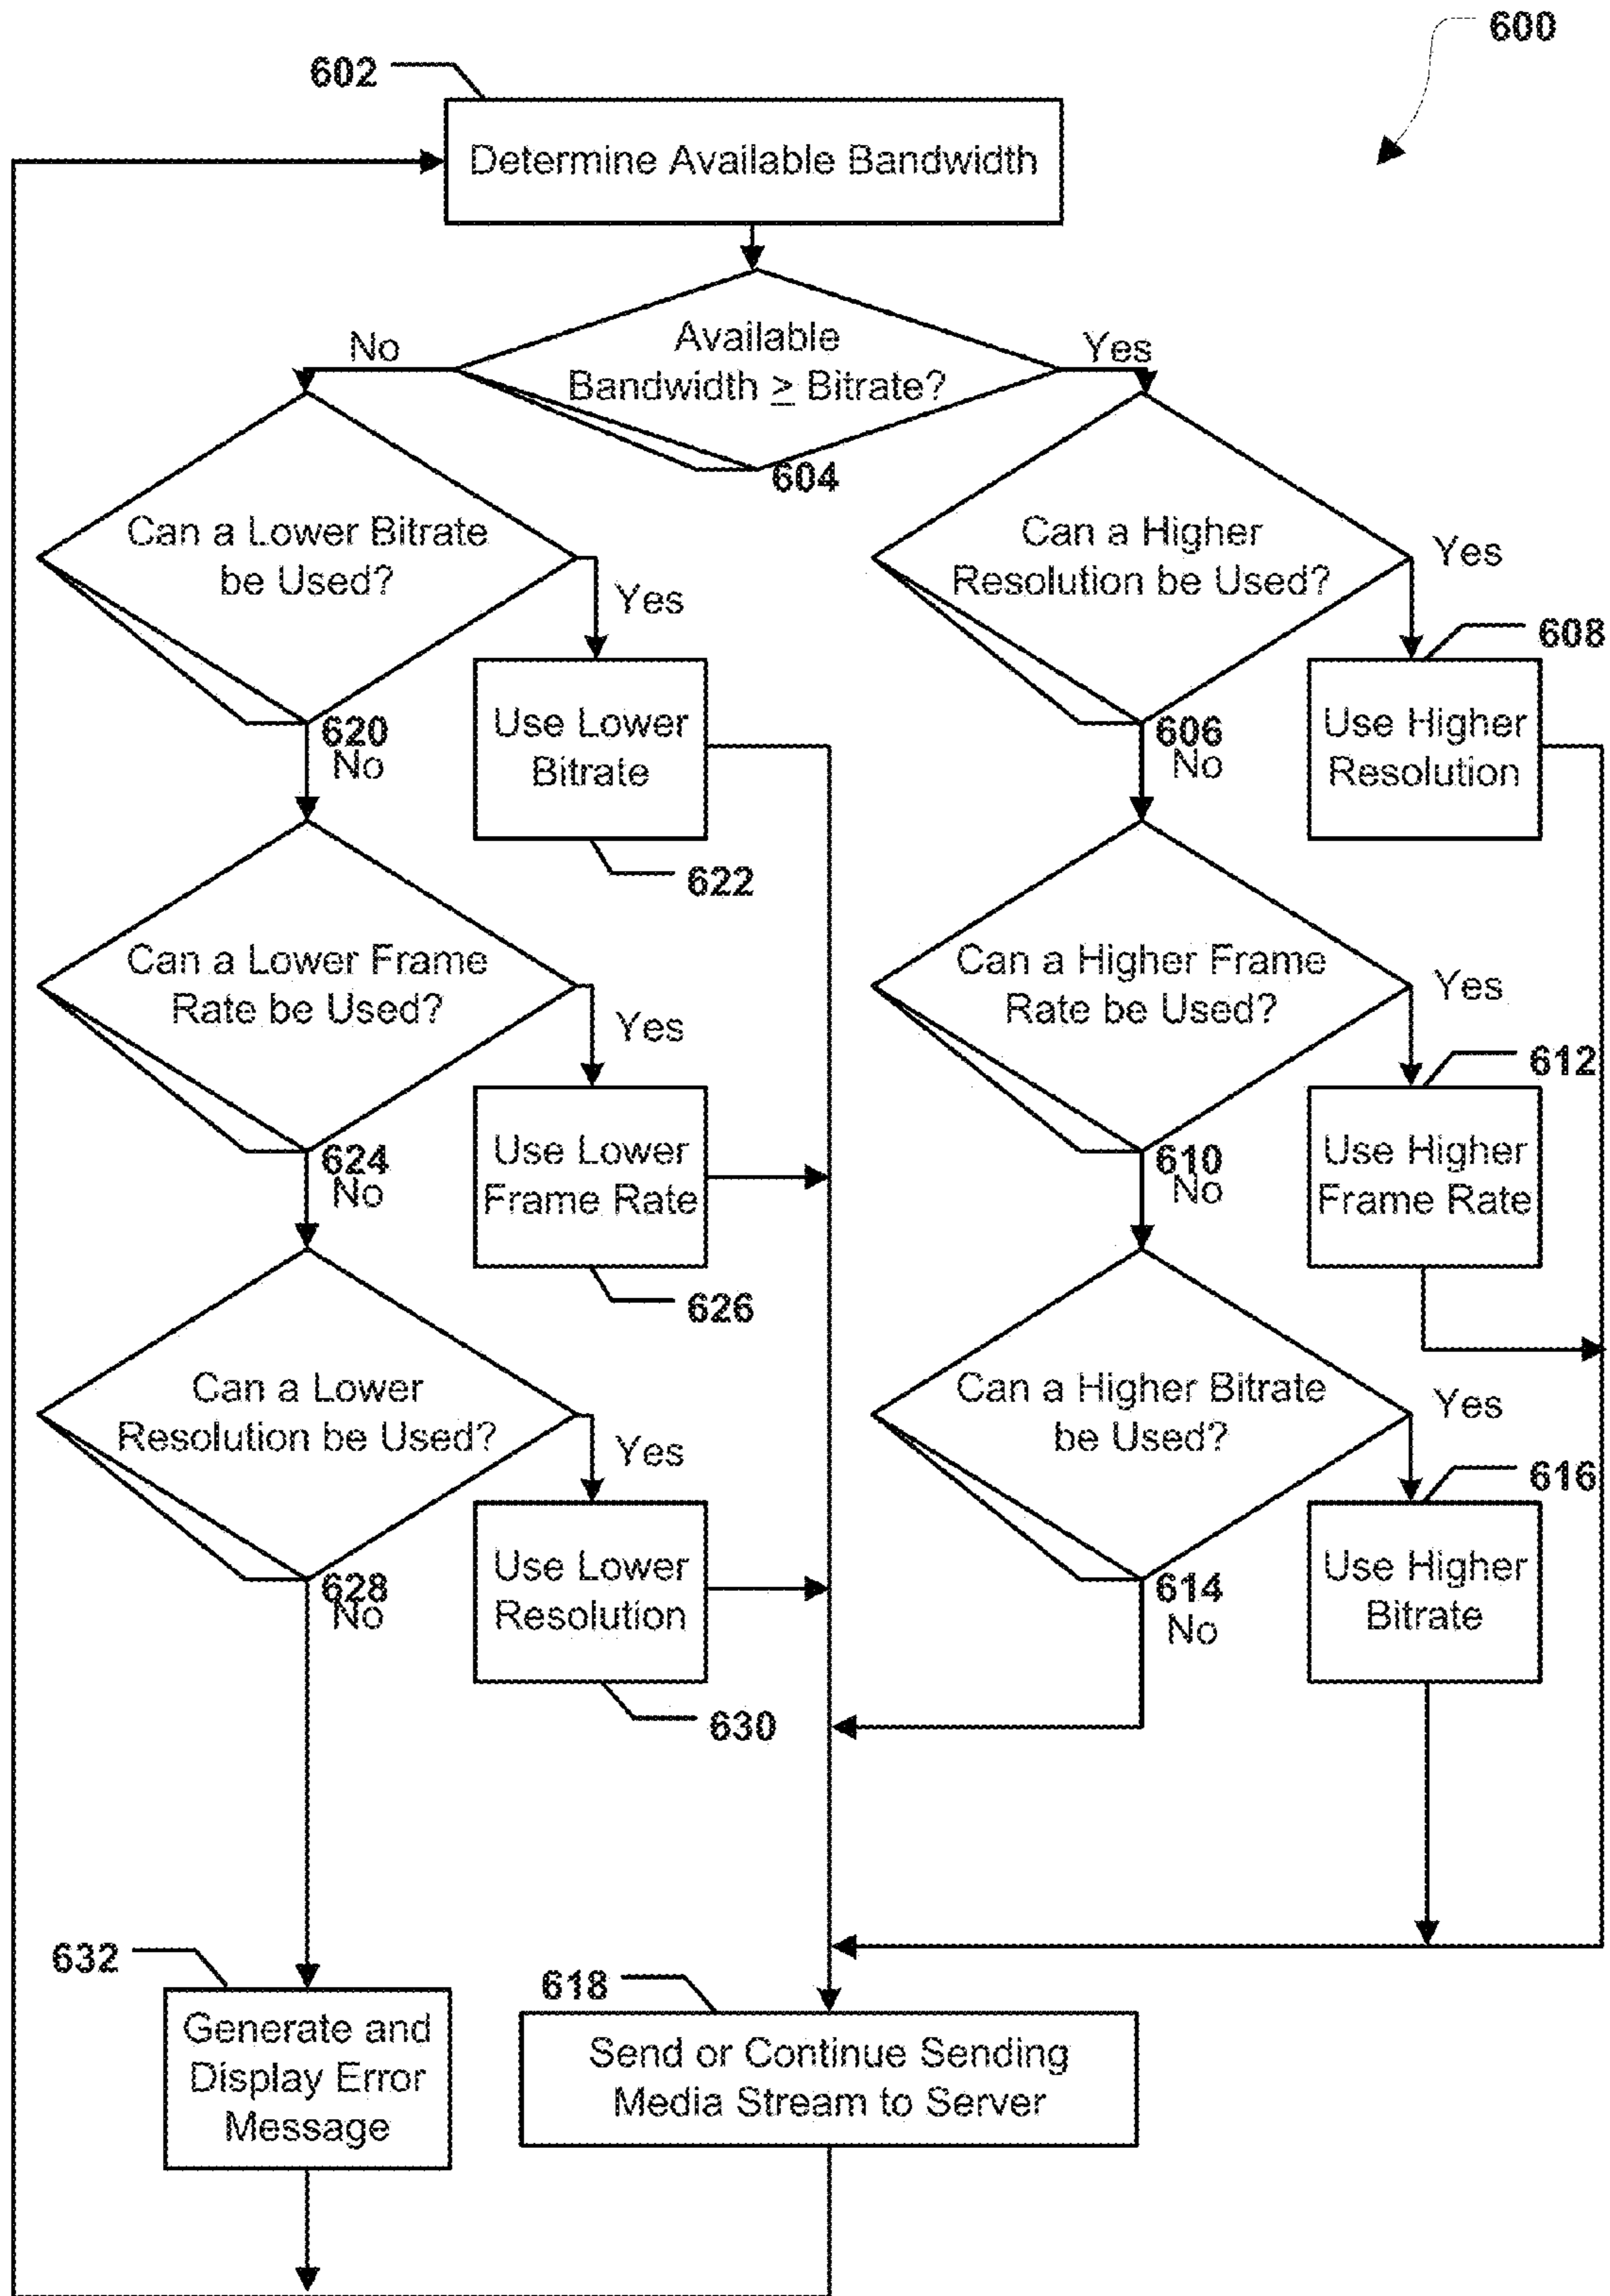 600
602
Determine Available Bandwidth
No
Available
Bandwidth ≥ Bitrate?
Yes
604
Can a Lower Bitrate
be Used?
Yes
620
No
Use Lower
Bitrate
622
Can a Higher
Resolution be Used?
Yes
608
606
No
Use Higher
Resolution
Can a Lower Frame
Rate be Used?
Yes
624
No
Use Lower
Frame Rate
626
Can a Higher Frame
Rate be Used?
Yes
612
610
No
Use Higher
Frame Rate
Can a Lower
Resolution be Used?
Yes
628
No
Use Lower
Resolution
630
Can a Higher Bitrate
be Used?
Yes
616
614
No
Use Higher
Bitrate
632
Generate and
Display Error
Message
618
Send or Continue Sending
Media Stream to Server